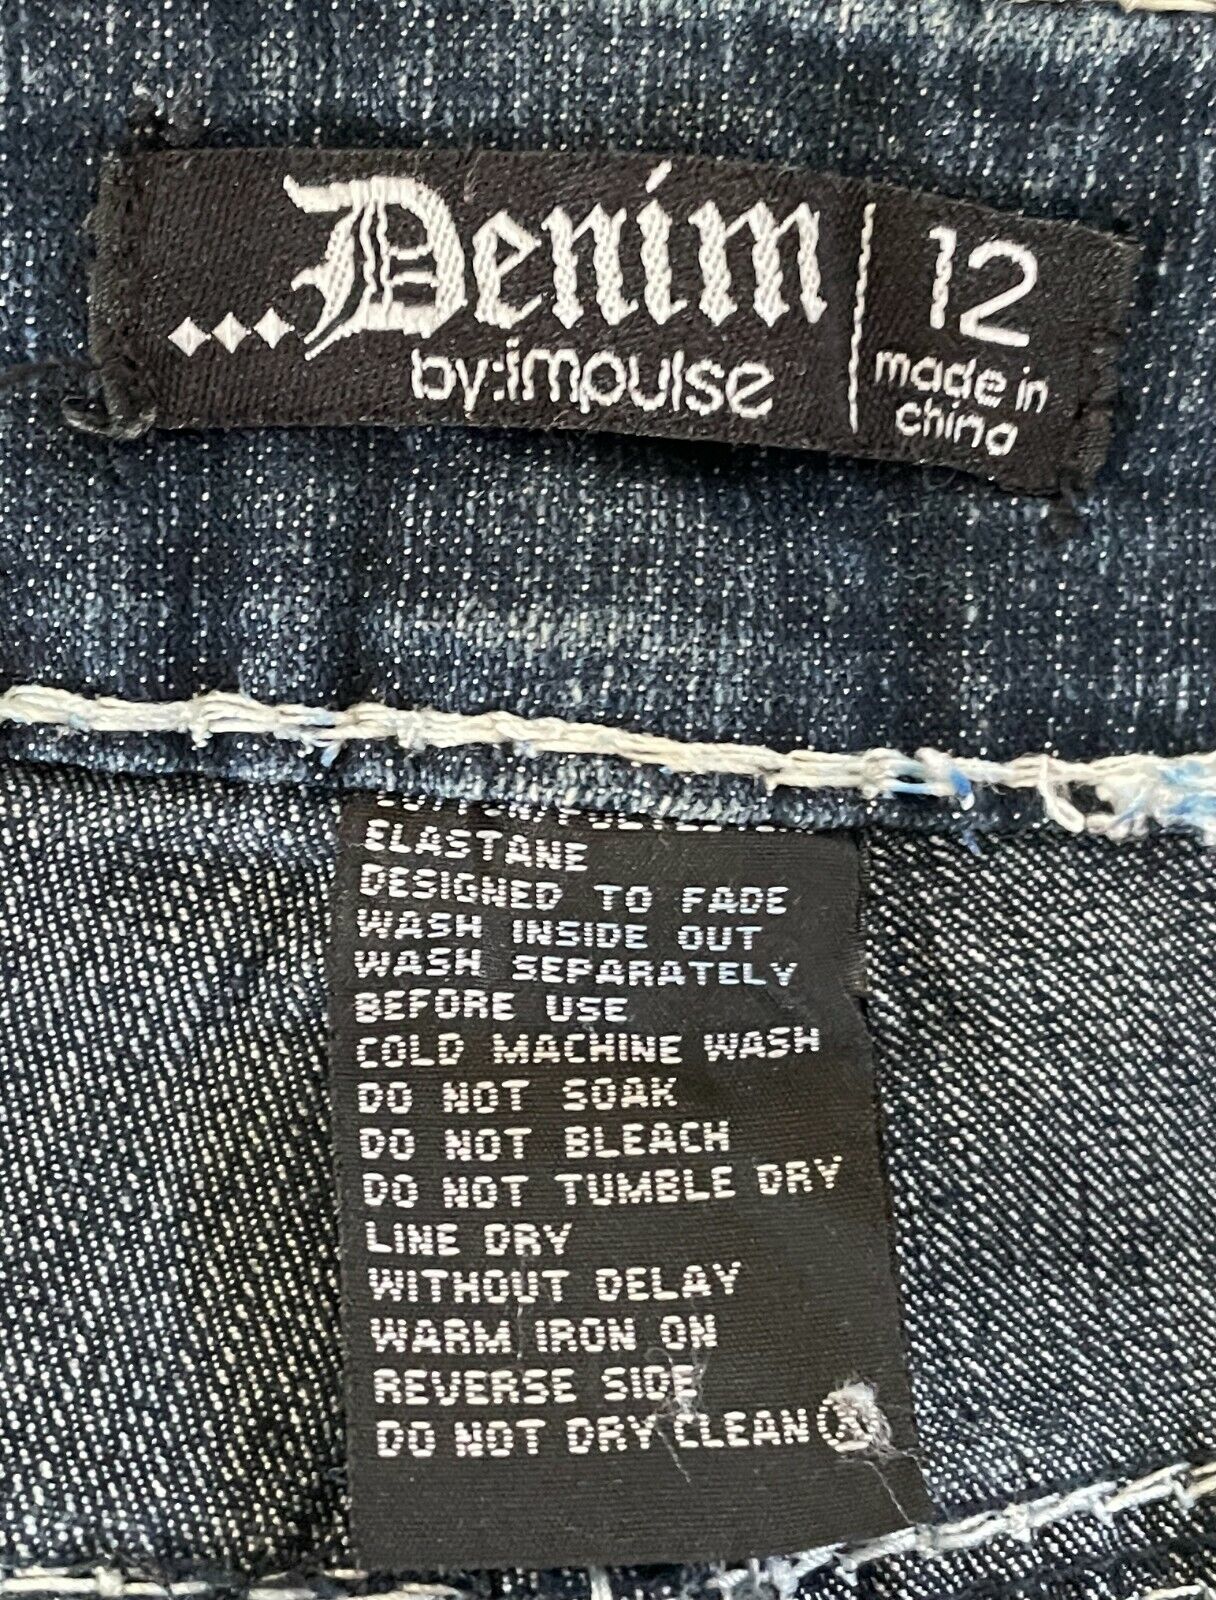 ...Denim
by:impulse
12
made in
china
ELASTANE
DESIGNED TO FADE
WASH INSIDE OUT
WASH SEPARATELY
BEFORE USE
COLD MACHINE WASH
DO NOT SOAK
DO NOT BLEACH
DO NOT TUMBLE DRY
LINE DRY
WITHOUT DELAY
WARM IRON ON
REVERSE SIDE
DO NOT DRY CLEAN